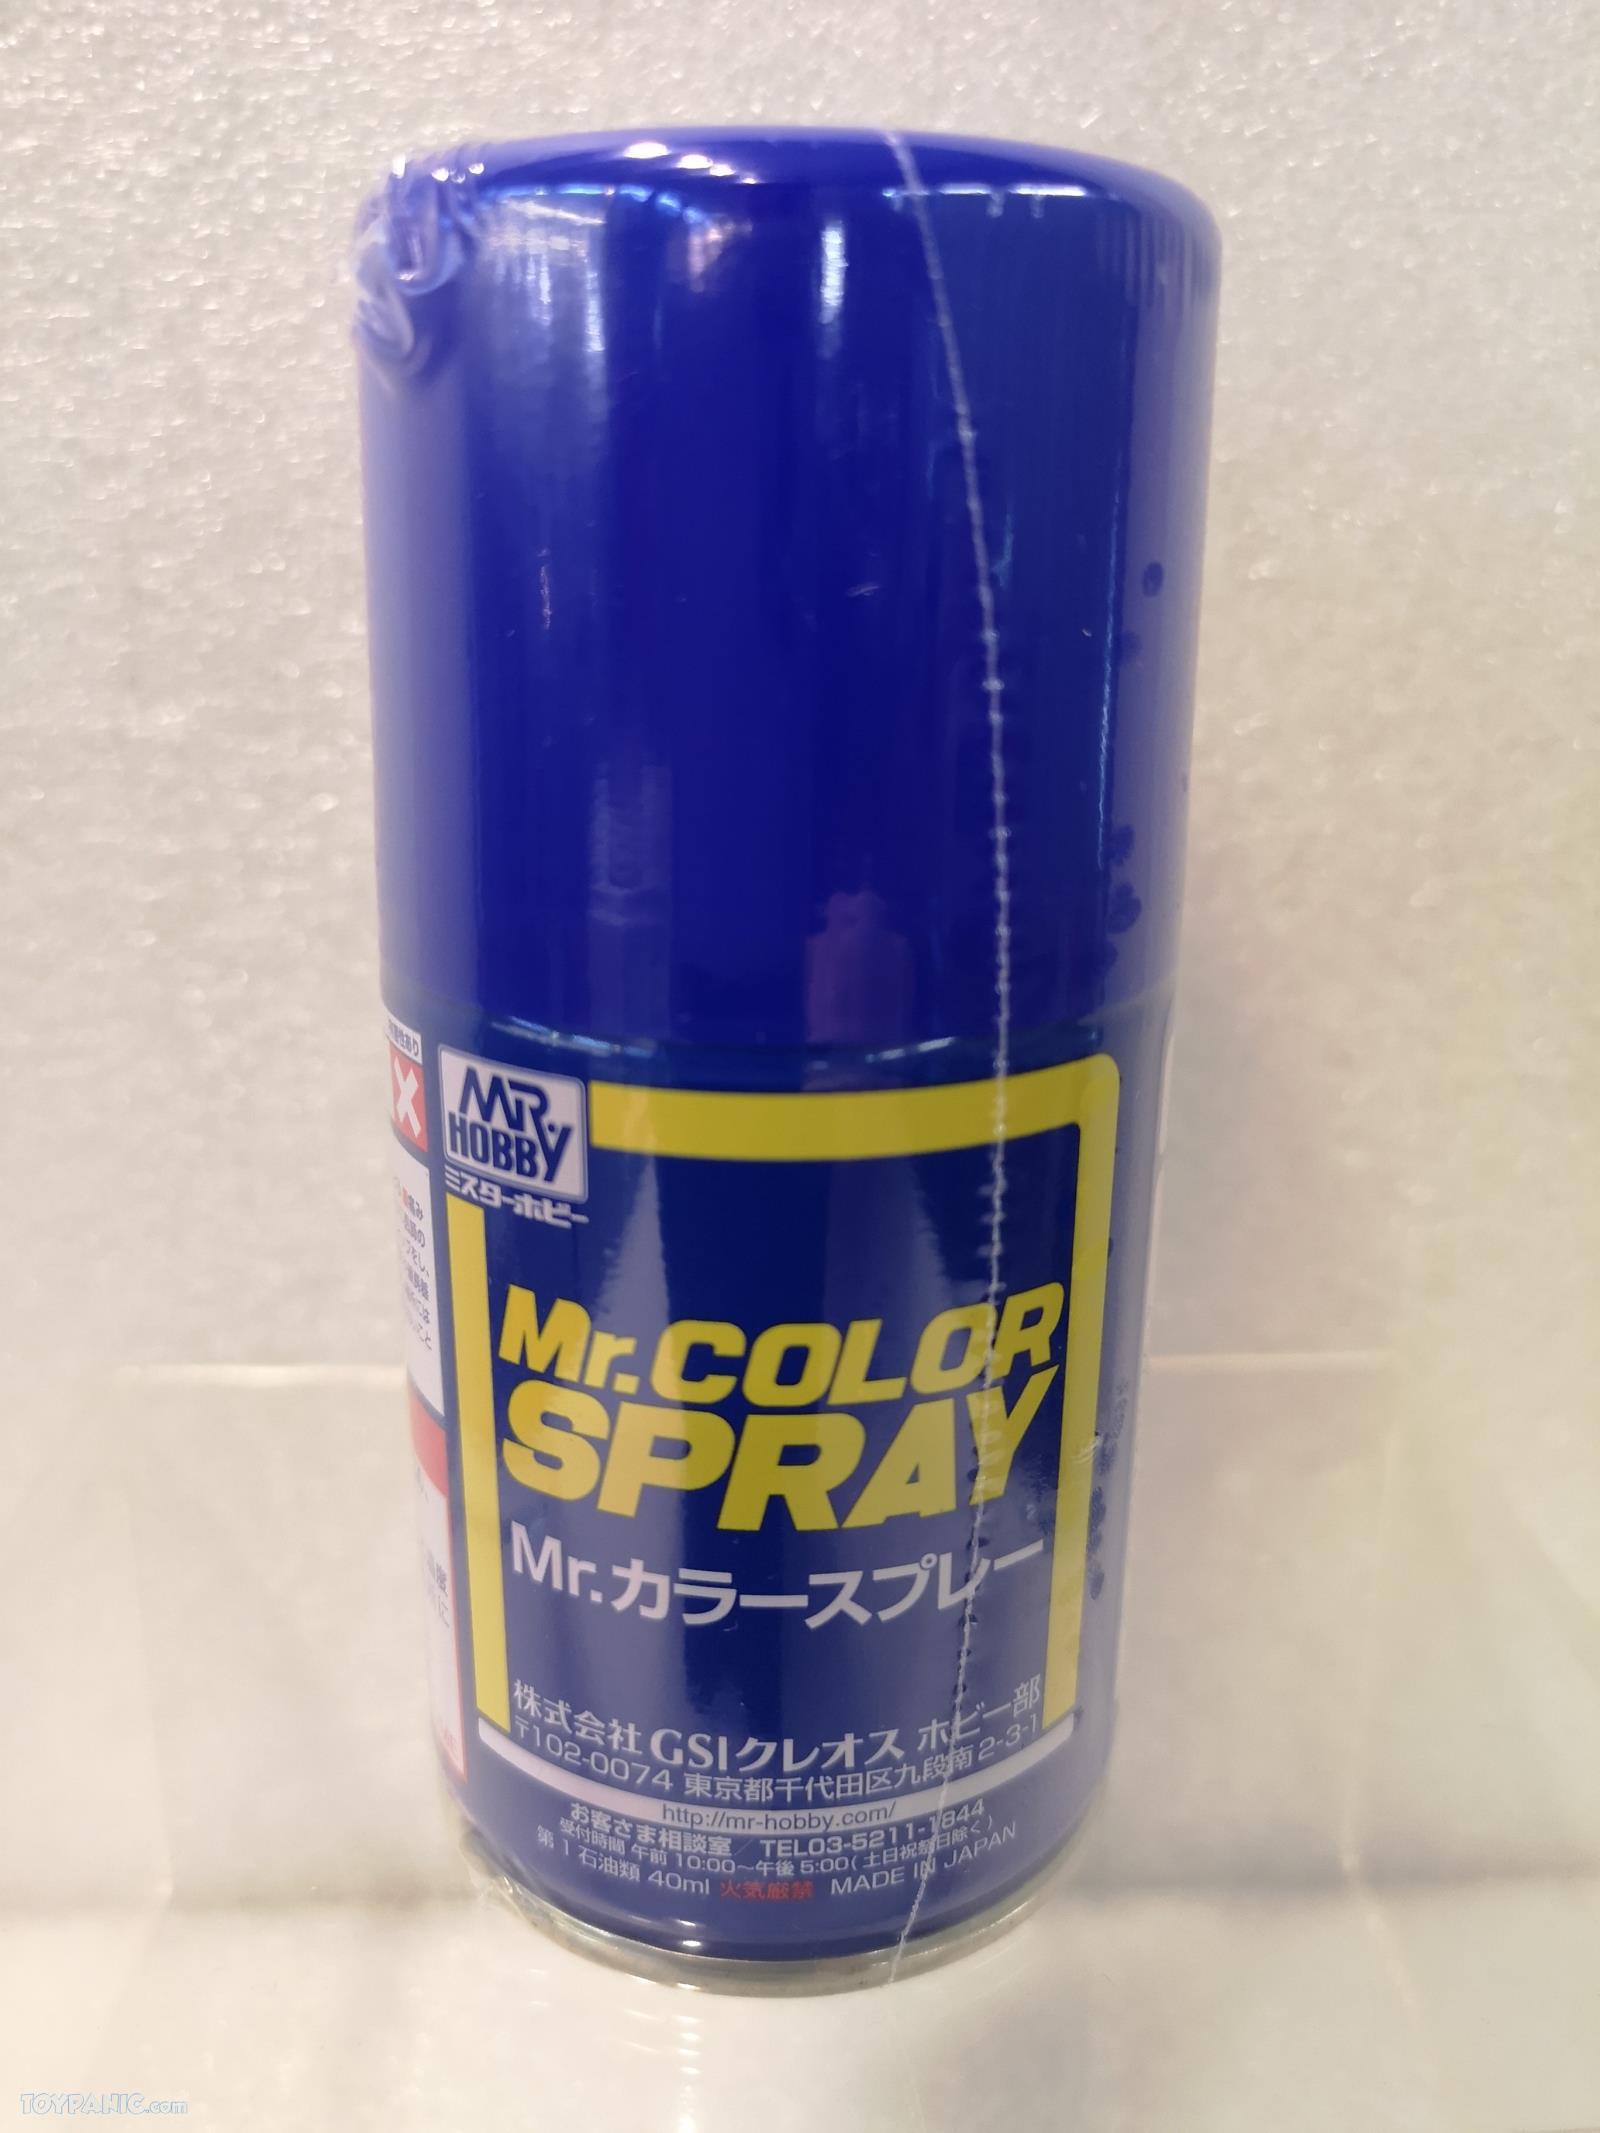 MR. HOBBY
ミスターホビー
Mr.COLOR
SPRAY
Mr.カラースプレー
株式会社 GSIクレオス ホビー部
〒102-0074 東京都千代田区九段南2-3-1
http://mr-hobby.com/
お客さま相談室／TEL03-5211-1844
受付時間 午前10:00〜午後5:00(土日祝祭日除く)
第1石油類 40ml 火気厳禁 MADE IN JAPAN
X
TOYPANIC.com